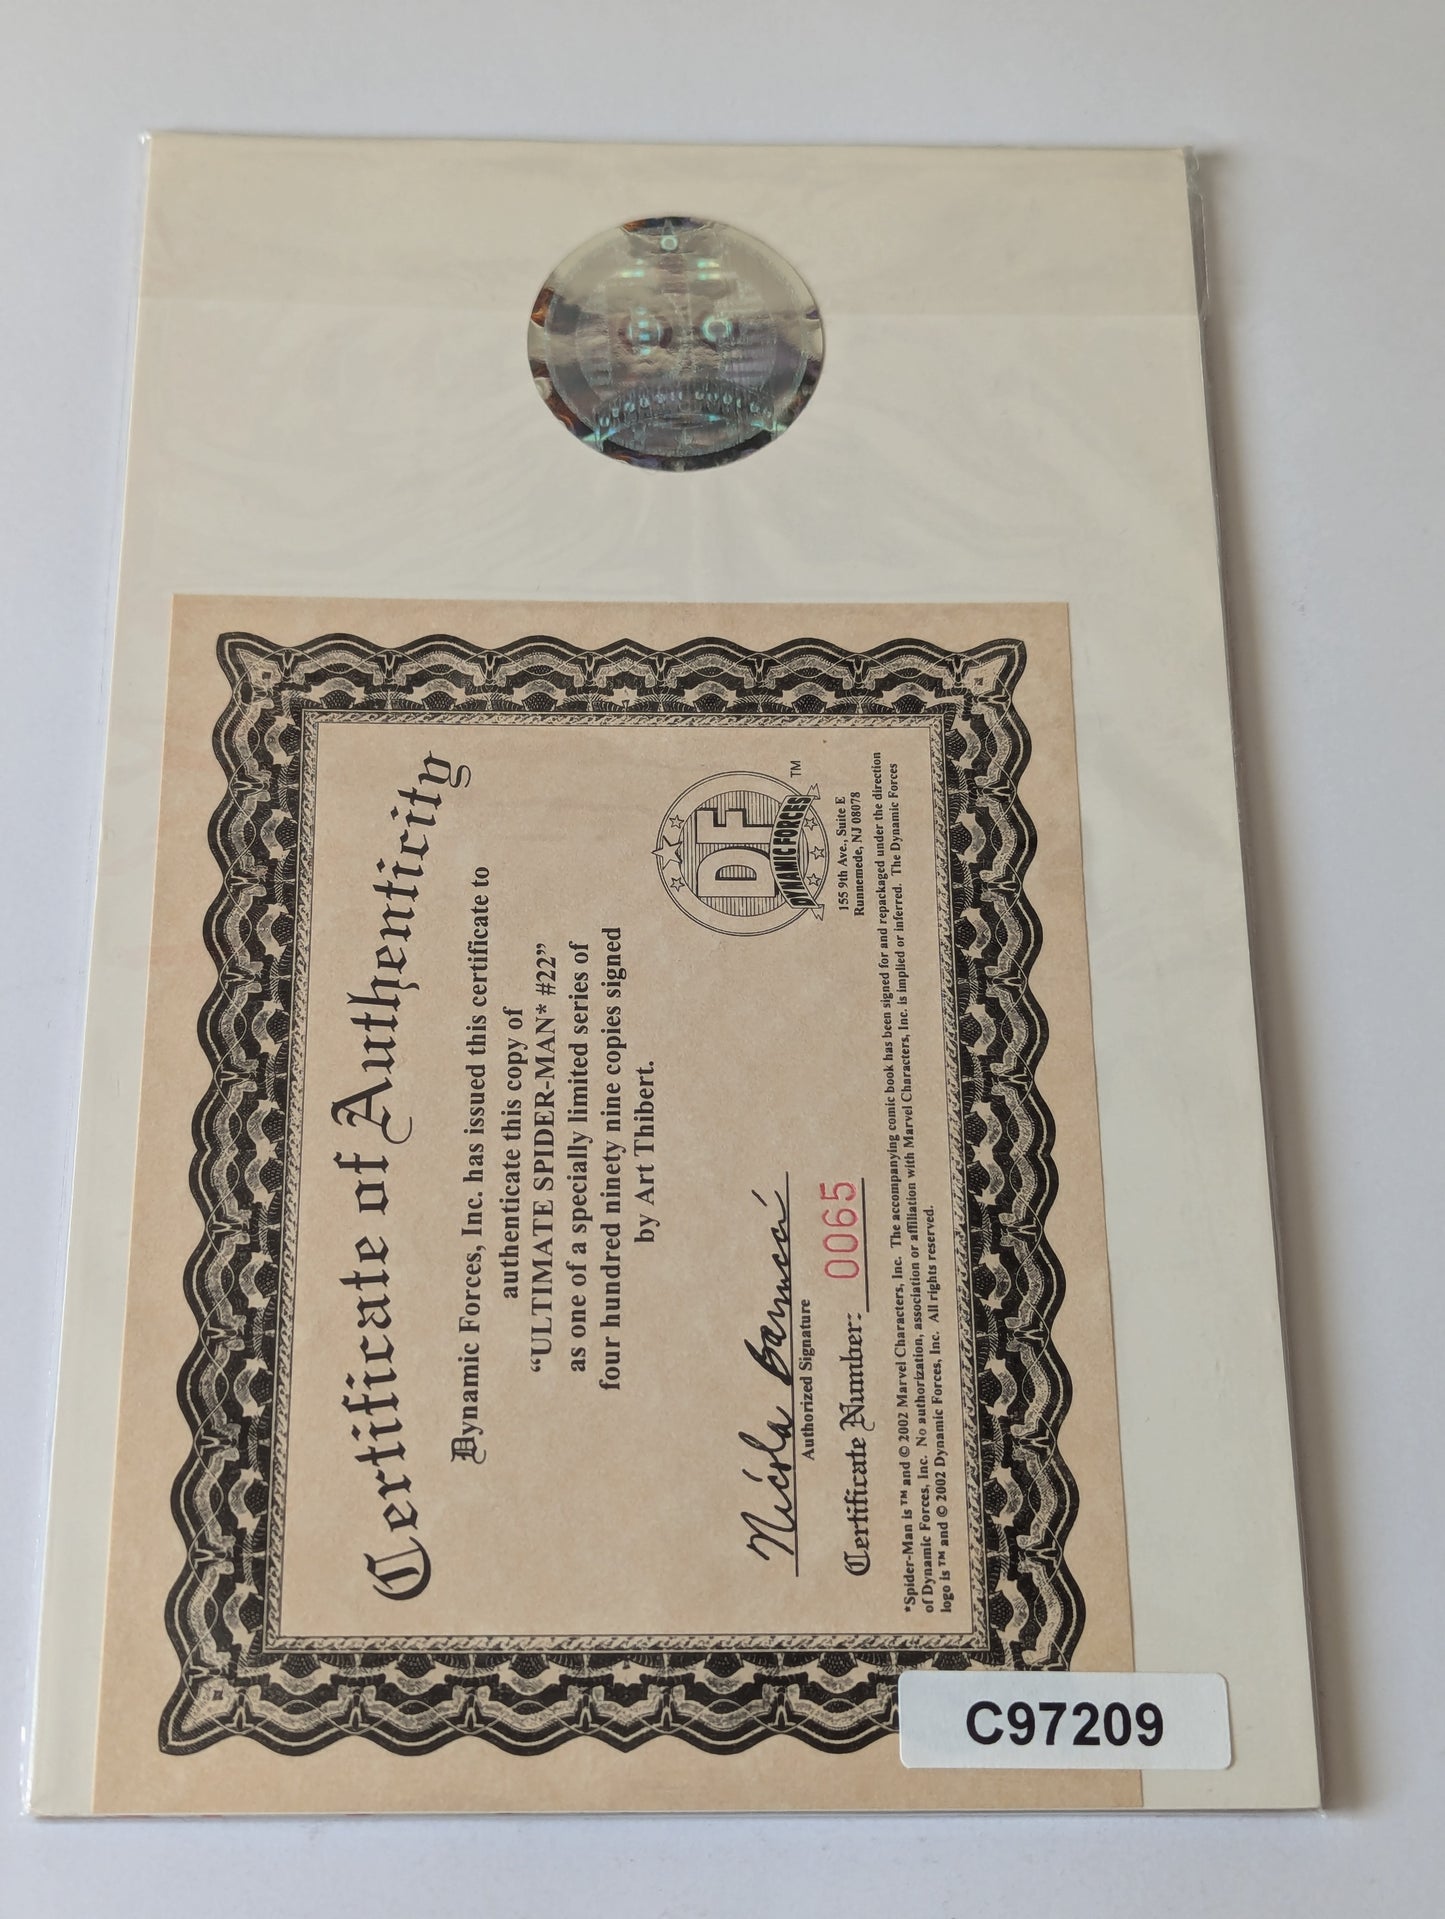 Certificate of Authenticity
Dynamic Forces, Inc. has issued this certificate to
authenticate this copy of
“ULTIMATE SPIDER-MAN* #22”
as one of a specially limited series of
four hundred ninety nine copies signed
by Art Thibert.
DF
DYNAMIC FORCES
TM
155 9th Ave., Suite E
Runnemede, NJ 08078
Nicola Barrucci
Authorized Signature
Certificate Number: 0065
*Spider-Man is ™ and © 2002 Marvel Characters, Inc. The accompanying comic book has been signed for and repackaged under the direction
of Dynamic Forces, Inc. No authorization, association or affiliation with Marvel Characters, Inc. is implied or inferred. The Dynamic Forces
logo is ™ and © 2002 Dynamic Forces, Inc. All rights reserved.
C97209